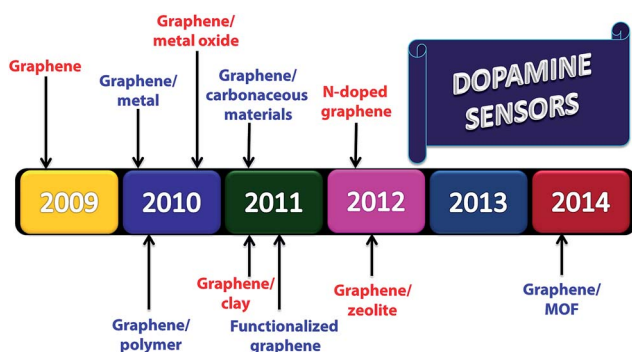 Graphene
Graphene/
metal
Graphene/
metal oxide
Graphene/
carbonaceous
materials
N-doped
graphene
DOPAMINE
SENSORS
2009
2010
2011
2012
2013
2014
Graphene/
polymer
Graphene/
clay
Functionalized
graphene
Graphene/
zeolite
Graphene/
MOF